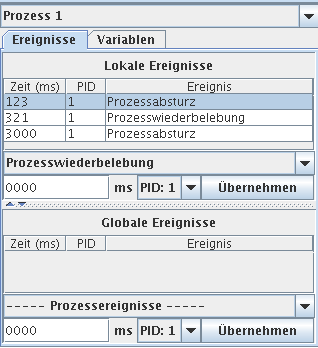 Prozess 1
Ereignisse Variablen
Lokale Ereignisse
Zeit (ms) PID Ereignis
123 1 Prozessabsturz
321 1 Prozesswiederbelebung
3000 1 Prozessabsturz
Prozesswiederbelebung
0000 ms PID: 1 Übernehmen
Globale Ereignisse
Zeit (ms) PID Ereignis
----- Prozessereignisse -----
0000 ms PID: 1 Übernehmen